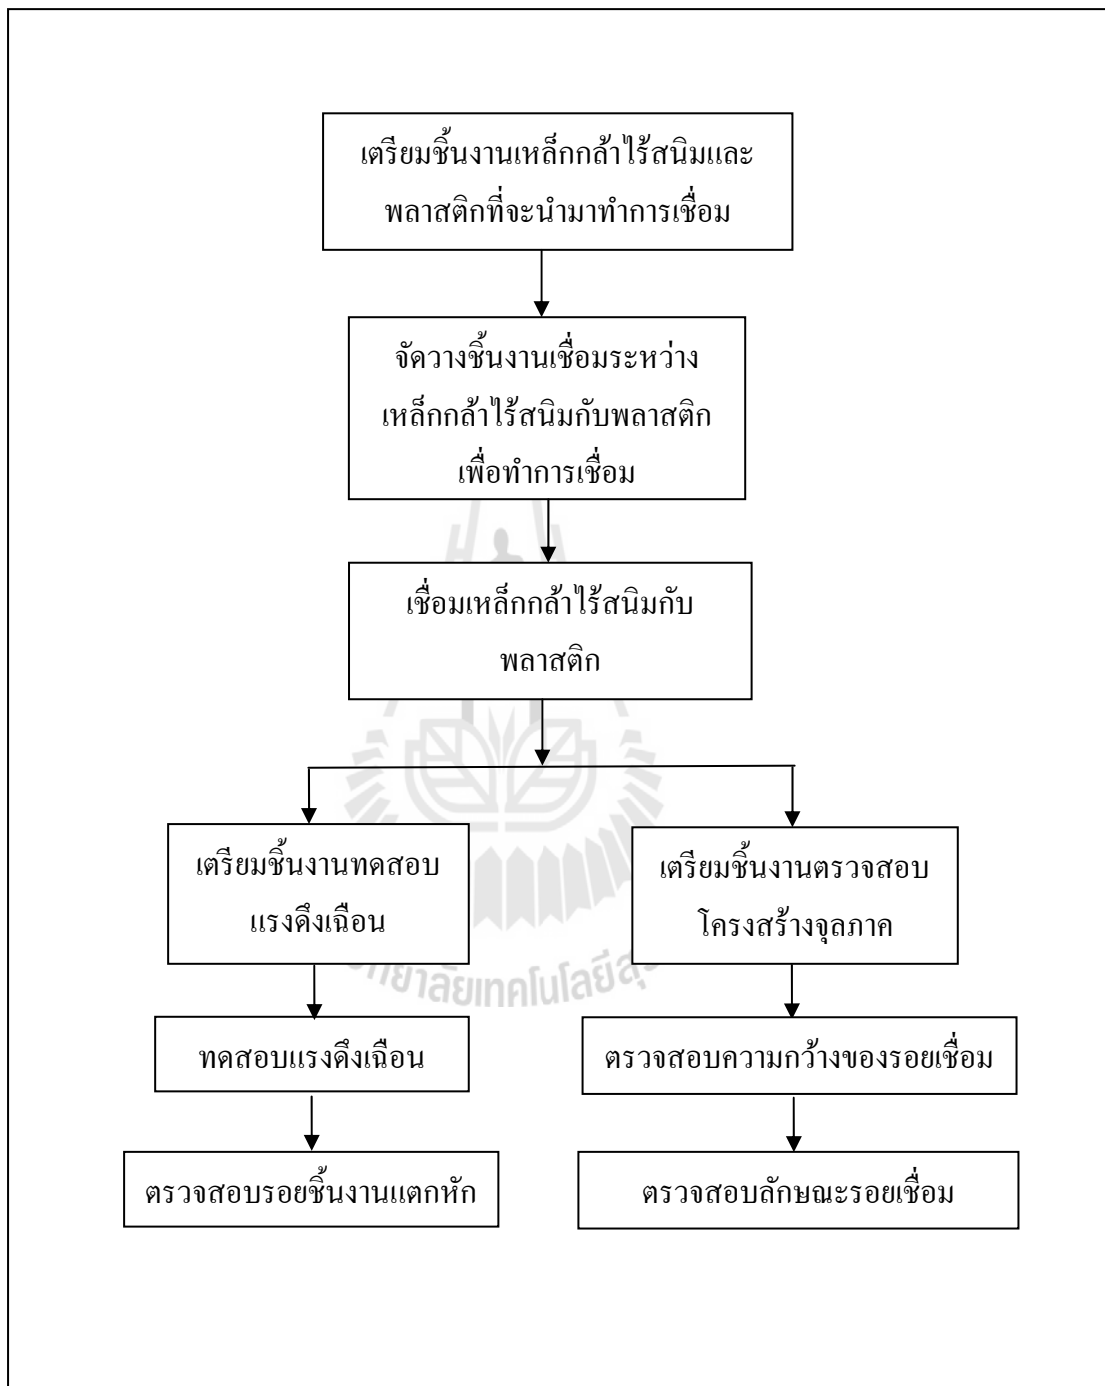 เตรียมชิ้นงานเหล็กกล้าไร้สนิมและ
พลาสติกที่จะนำมาทำการเชื่อม
จัดวางชิ้นงานเชื่อมระหว่าง
เหล็กกล้าไร้สนิมกับพลาสติก
เพื่อทำการเชื่อม
เชื่อมเหล็กกล้าไร้สนิมกับ
พลาสติก
เตรียมชิ้นงานทดสอบ
แรงดึงเฉือน
ทดสอบแรงดึงเฉือน
ตรวจสอบรอยชิ้นงานแตกหัก
เตรียมชิ้นงานตรวจสอบ
โครงสร้างจุลภาค
ตรวจสอบความกว้างของรอยเชื่อม
ตรวจสอบลักษณะรอยเชื่อม